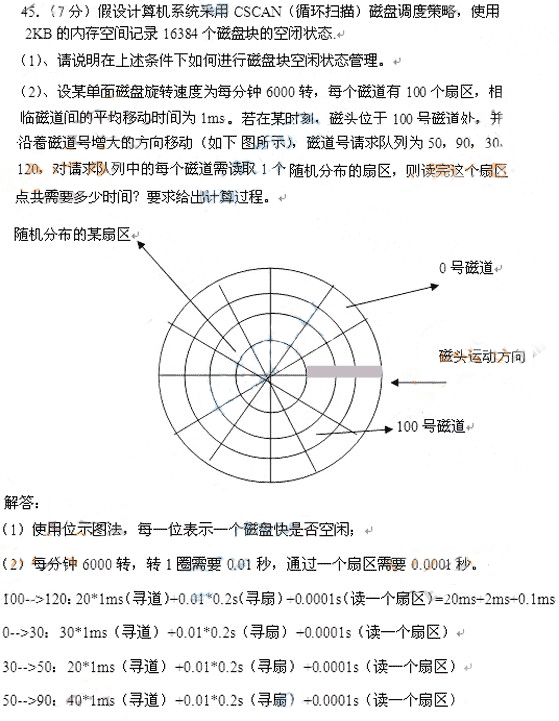 45.（7 分）假设计算机系统采用 CSCAN（循环扫描）磁盘调度策略，使用
2KB 的内存空间记录 16384 个磁盘块的空闭状态.
(1)、请说明在上述条件下如何进行磁盘块空闲状态管理。
(2)、设某单面磁盘旋转速度为每分钟 6000 转，每个磁道有 100 个扇区，相
临磁道间的平均移动时间为 1ms。若在某时刻，磁头位于 100 号磁道处，并
沿着磁道号增大的方向移动（如下图所示），磁道号请求队列为 50，90，30，
120，对请求队列中的每个磁道需读取 1 个随机分布的扇区，则读完这个扇区
点共需要多少时间？要求给出计算过程。
随机分布的某扇区
0 号磁道
磁头运动方向
100 号磁道
解答：
（1）使用位示图法，每一位表示一个磁盘快是否空闲；
（2）每分钟 6000 转，转 1 圈需要 0.01 秒，通过一个扇区需要 0.0001 秒。
100-->120：20*1ms(寻道)+0.01*0.2s(寻扇)+0.0001s(读一个扇区)=20ms+2ms+0.1ms
0-->30：30*1ms（寻道）+0.01*0.2s（寻扇）+0.0001s（读一个扇区）
30-->50：20*1ms（寻道）+0.01*0.2s（寻扇）+0.0001s（读一个扇区）
50-->90：40*1ms（寻道）+0.01*0.2s（寻扇）+0.0001s（读一个扇区）